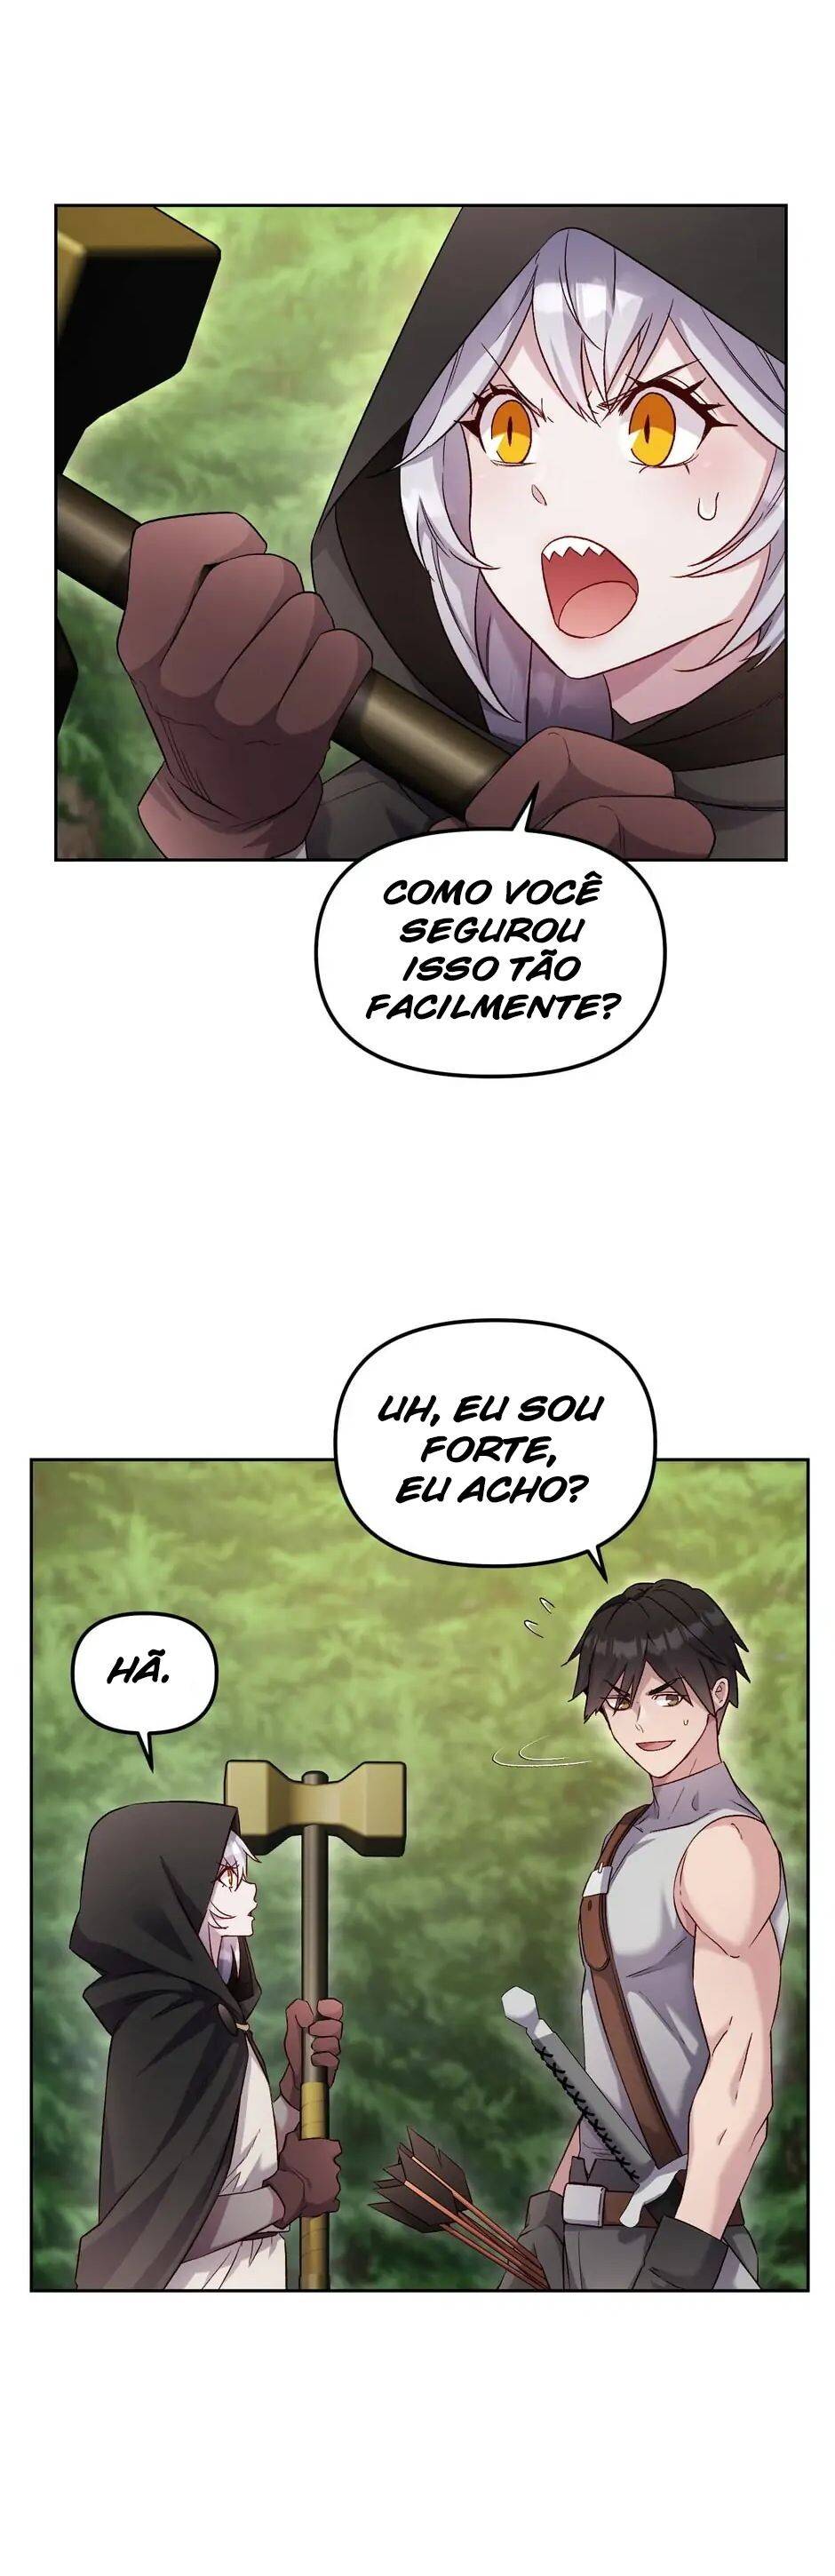 COMO VOCÊ
SEGUROU
ISSO TÃO
FACILMENTE?
UH, EU SOU
FORTE,
EU ACHO?
HÃ.